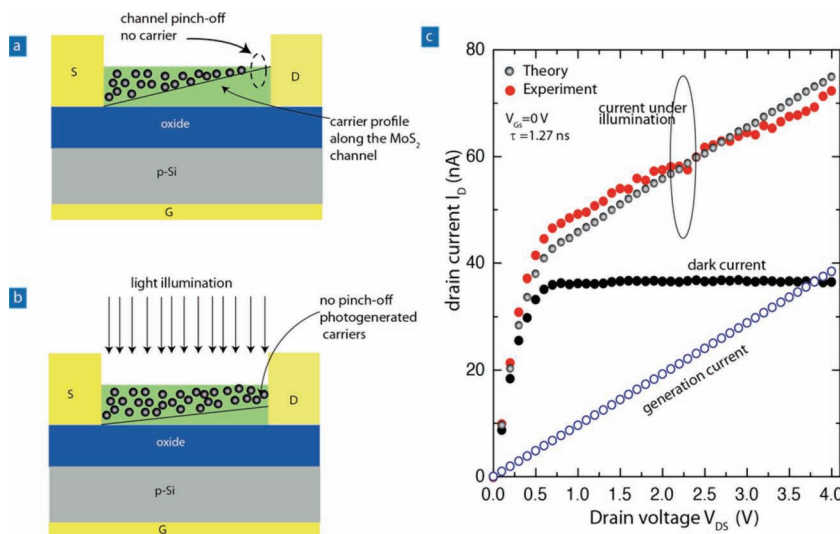 a
channel pinch-off
no carrier
S
D
carrier profile
along the MoS₂
channel
oxide
p-Si
G
b
light illumination
no pinch-off
photogenerated
carriers
S
D
oxide
p-Si
G
c
80
60
40
20
0
drain current I_D (nA)
Theory
Experiment
V_Gs=0 V
τ =1.27 ns
current under
illumination
dark current
generation current
0.0 0.5 1.0 1.5 2.0 2.5 3.0 3.5 4.0
Drain voltage V_DS (V)